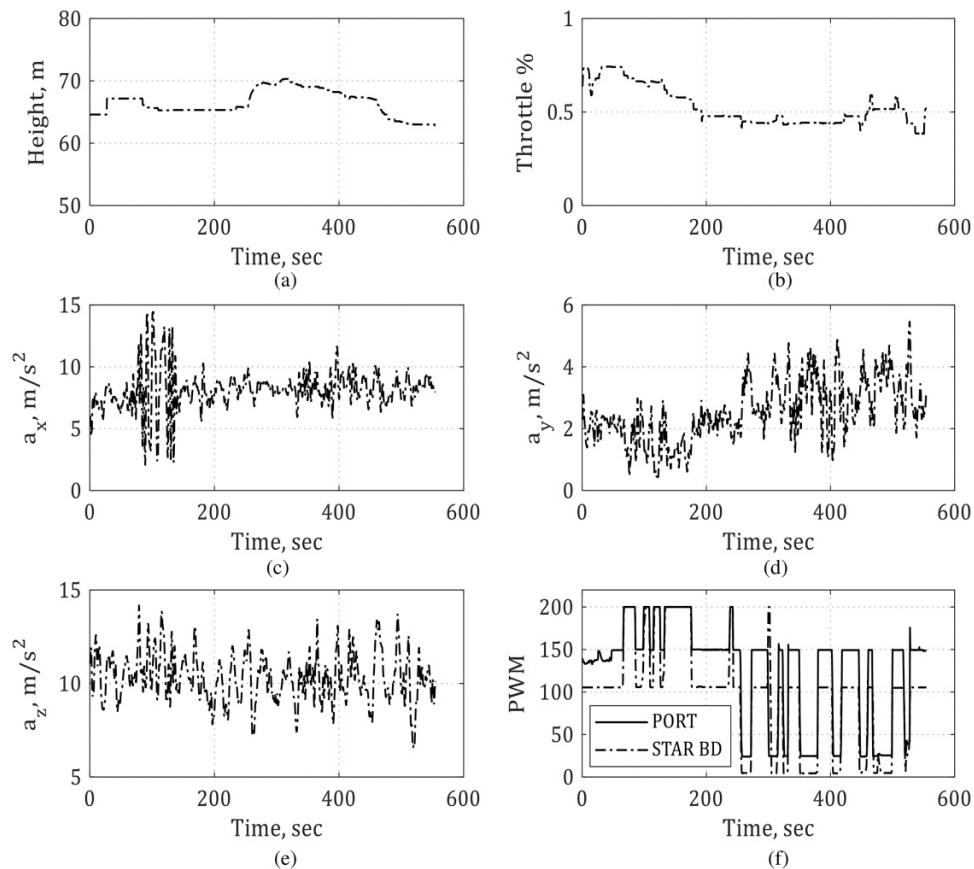 80
70
60
50
Height, m
0
200
400
600
Time, sec
(a)
1
0.5
0
Throttle %
0
200
400
600
Time, sec
(b)
15
10
5
0
a_x, m/s^2
0
200
400
600
Time, sec
(c)
6
4
2
0
a_y, m/s^2
0
200
400
600
Time, sec
(d)
15
10
5
a_z, m/s^2
0
200
400
600
Time, sec
(e)
200
150
100
50
0
PWM
PORT
STAR BD
0
200
400
600
Time, sec
(f)